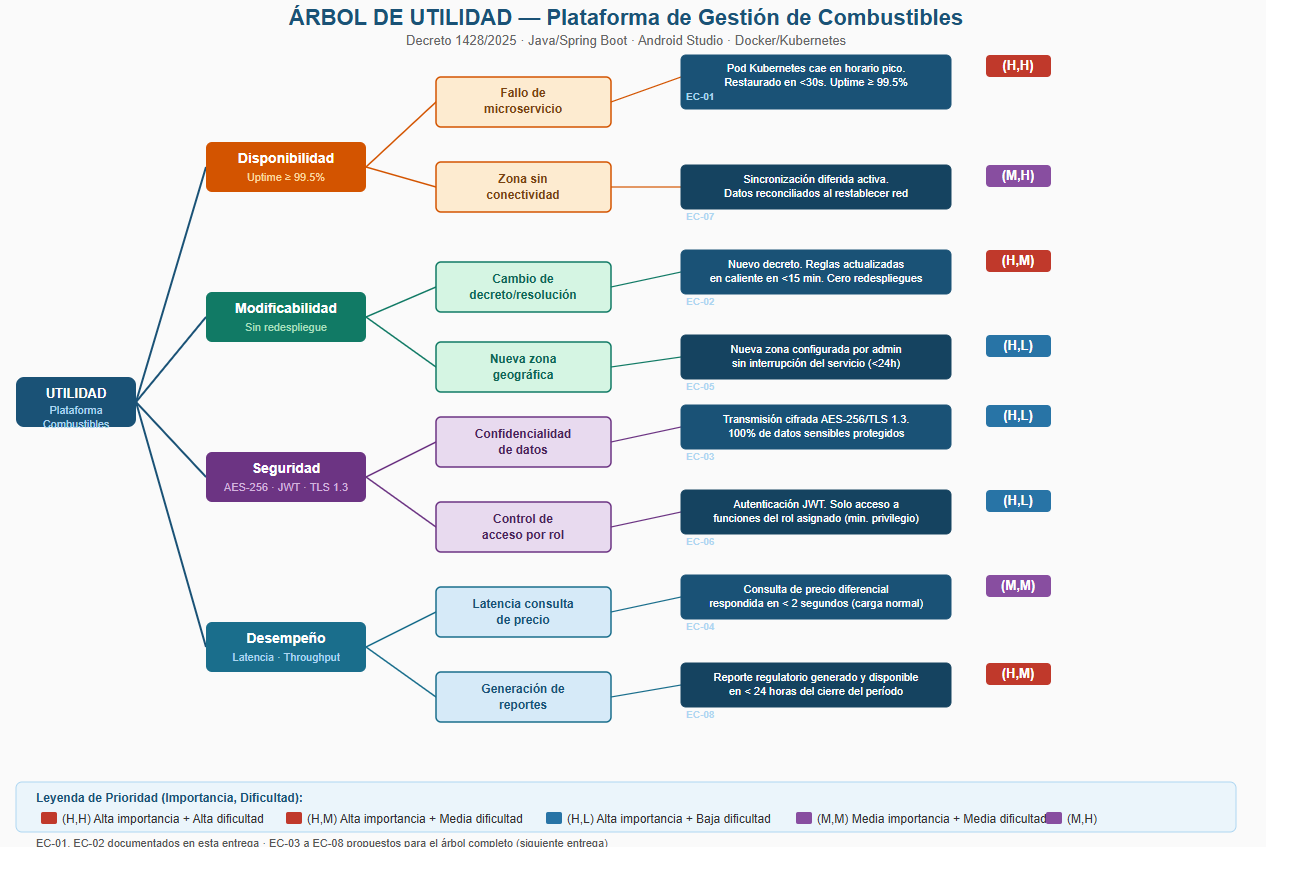 ÁRBOL DE UTILIDAD — Plataforma de Gestión de Combustibles
Decreto 1428/2025 · Java/Spring Boot · Android Studio · Docker/Kubernetes
UTILIDAD
Plataforma
Combustibles
Disponibilidad
Uptime ≥ 99.5%
Fallo de
microservicio
Pod Kubernetes cae en horario pico.
Restaurado en <30s. Uptime ≥ 99.5%
EC-01
(H,H)
Zona sin
conectividad
Sincronización diferida activa.
Datos reconciliados al restablecer red
EC-07
(M,H)
Modificabilidad
Sin redespliegue
Cambio de
decreto/resolución
Nuevo decreto. Reglas actualizadas
en caliente en <15 min. Cero redespliegues
EC-02
(H,M)
Nueva zona
geográfica
Nueva zona configurada por admin
sin interrupción del servicio (<24h)
EC-05
(H,L)
Seguridad
AES-256 · JWT · TLS 1.3
Confidencialidad
de datos
Transmisión cifrada AES-256/TLS 1.3.
100% de datos sensibles protegidos
EC-03
(H,L)
Control de
acceso por rol
Autenticación JWT. Solo acceso a
funciones del rol asignado (min. privilegio)
EC-06
(H,L)
Desempeño
Latencia · Throughput
Latencia consulta
de precio
Consulta de precio diferencial
respondida en < 2 segundos (carga normal)
EC-04
(M,M)
Generación de
reportes
Reporte regulatorio generado y disponible
en < 24 horas del cierre del período
EC-08
(H,M)
Leyenda de Prioridad (Importancia, Dificultad):
(H,H) Alta importancia + Alta dificultad (H,M) Alta importancia + Media dificultad (H,L) Alta importancia + Baja dificultad (M,M) Media importancia + Media dificultad (M,H)
EC-01, EC-02 documentados en esta entrega · EC-03 a EC-08 propuestos para el árbol completo (siguiente entrega)